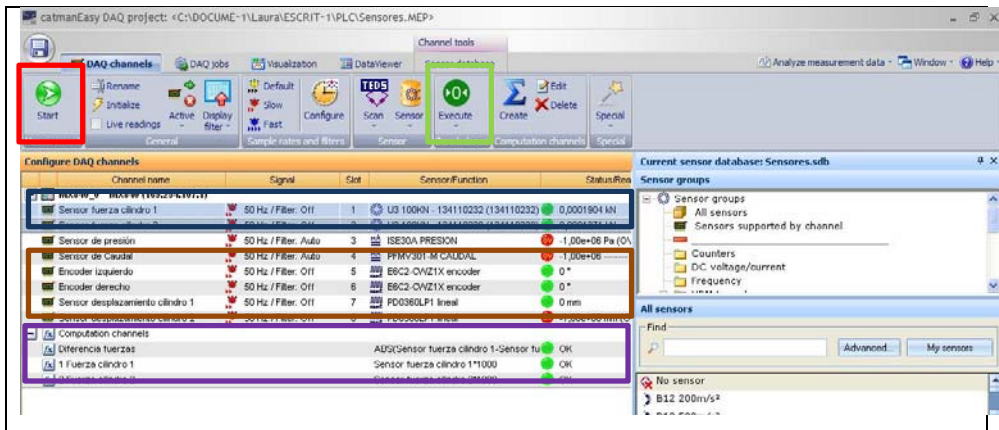 catmanEasy DAQ project: <C:\DOCUME~1\Laura\ESCRIT~1\PLC\Sensores.MEP>
Channel tools
DAQ channels DAQ jobs Visualization DataViewer Sensor database Analyze measurement data Window Help
Start
Rename
Initialize
Live readings
Active
Display filter
General
Default
Slow
Fast
Configure
Sample rates and filters
TEDS
Scan
Sensor
Sensor
Execute
Create
Edit
Delete
Computation channels
Special
Special
Configure DAQ channels
Channel name Signal Slot Sensor/Function Status/Rea
Sensor fuerza cilindro 1 50 Hz / Filter: Off 1 U3 100KN - 134110232 (134110232) 0,0001904 kN
Sensor de presión 50 Hz / Filter: Auto 3 ISE30A PRESION -1,00e+06 Pa (O\
Sensor de Caudal 50 Hz / Filter: Auto 4 PFMV301-M CAUDAL -1,00e+06
Encoder izquierdo 50 Hz / Filter: Off 5 E6C2-CWZ1X encoder 0 °
Encoder derecho 50 Hz / Filter: Off 6 E6C2-CWZ1X encoder 0 °
Sensor desplazamiento cilindro 1 50 Hz / Filter: Off 7 PD0360LP1 lineal 0 mm
Computation channels
Diferencia fuerzas ABS(Sensor fuerza cilindro 1-Sensor fu OK
1 Fuerza cilindro 1 Sensor fuerza cilindro 1*1000 OK
Current sensor database: Sensores.sdb
Sensor groups
Sensor groups
All sensors
Sensors supported by channel
Counters
DC voltage/current
Frequency
All sensors
Find
Advanced... My sensors
No sensor
B12 200m/s²